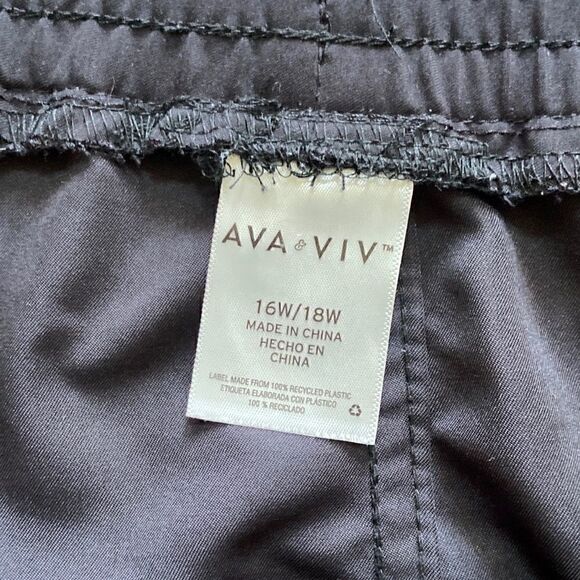 AVA & VIV™
16W/18W
MADE IN CHINA
HECHO EN
CHINA
LABEL MADE FROM 100% RECYCLED PLASTIC
ETIQUETA ELABORADA CON PLÁSTICO
100 % RECICLADO